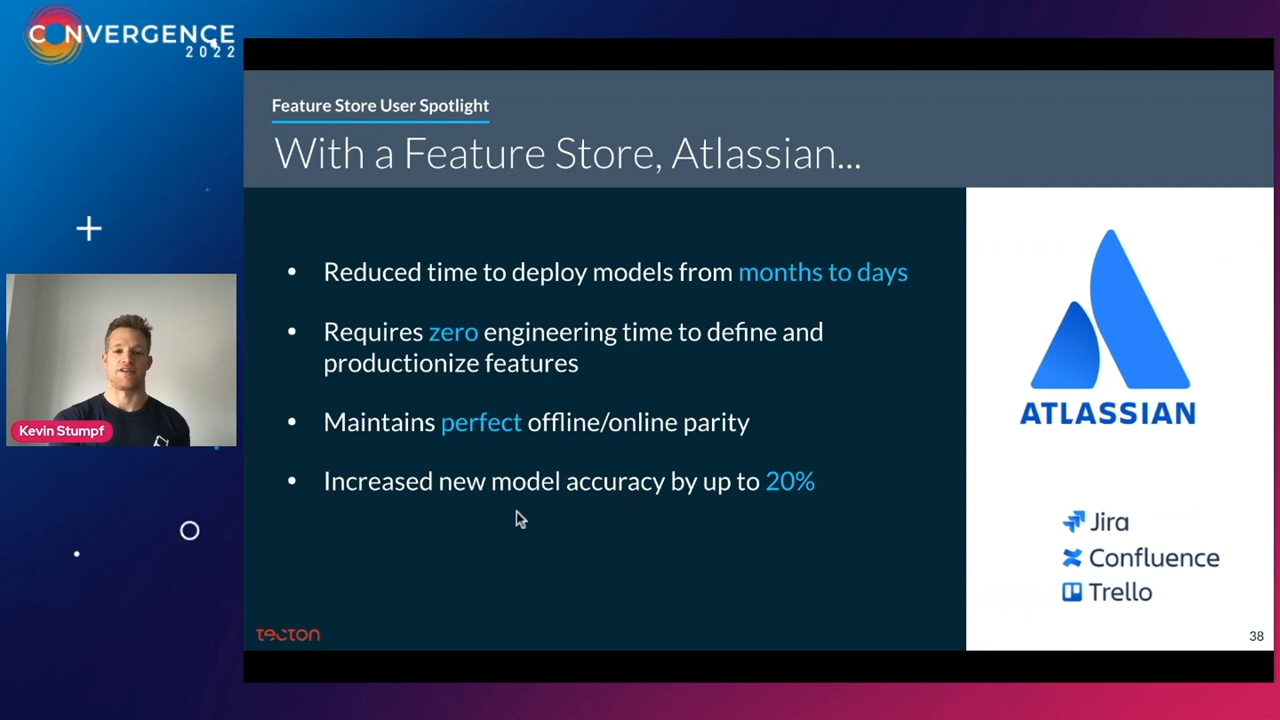 CONVERGENCE
2022
Feature Store User Spotlight
With a Feature Store, Atlassian...
• Reduced time to deploy models from months to days
• Requires zero engineering time to define and
productionize features
• Maintains perfect offline/online parity
• Increased new model accuracy by up to 20%
Kevin Stumpf
ATLASSIAN
Jira
Confluence
Trello
TECTON
38